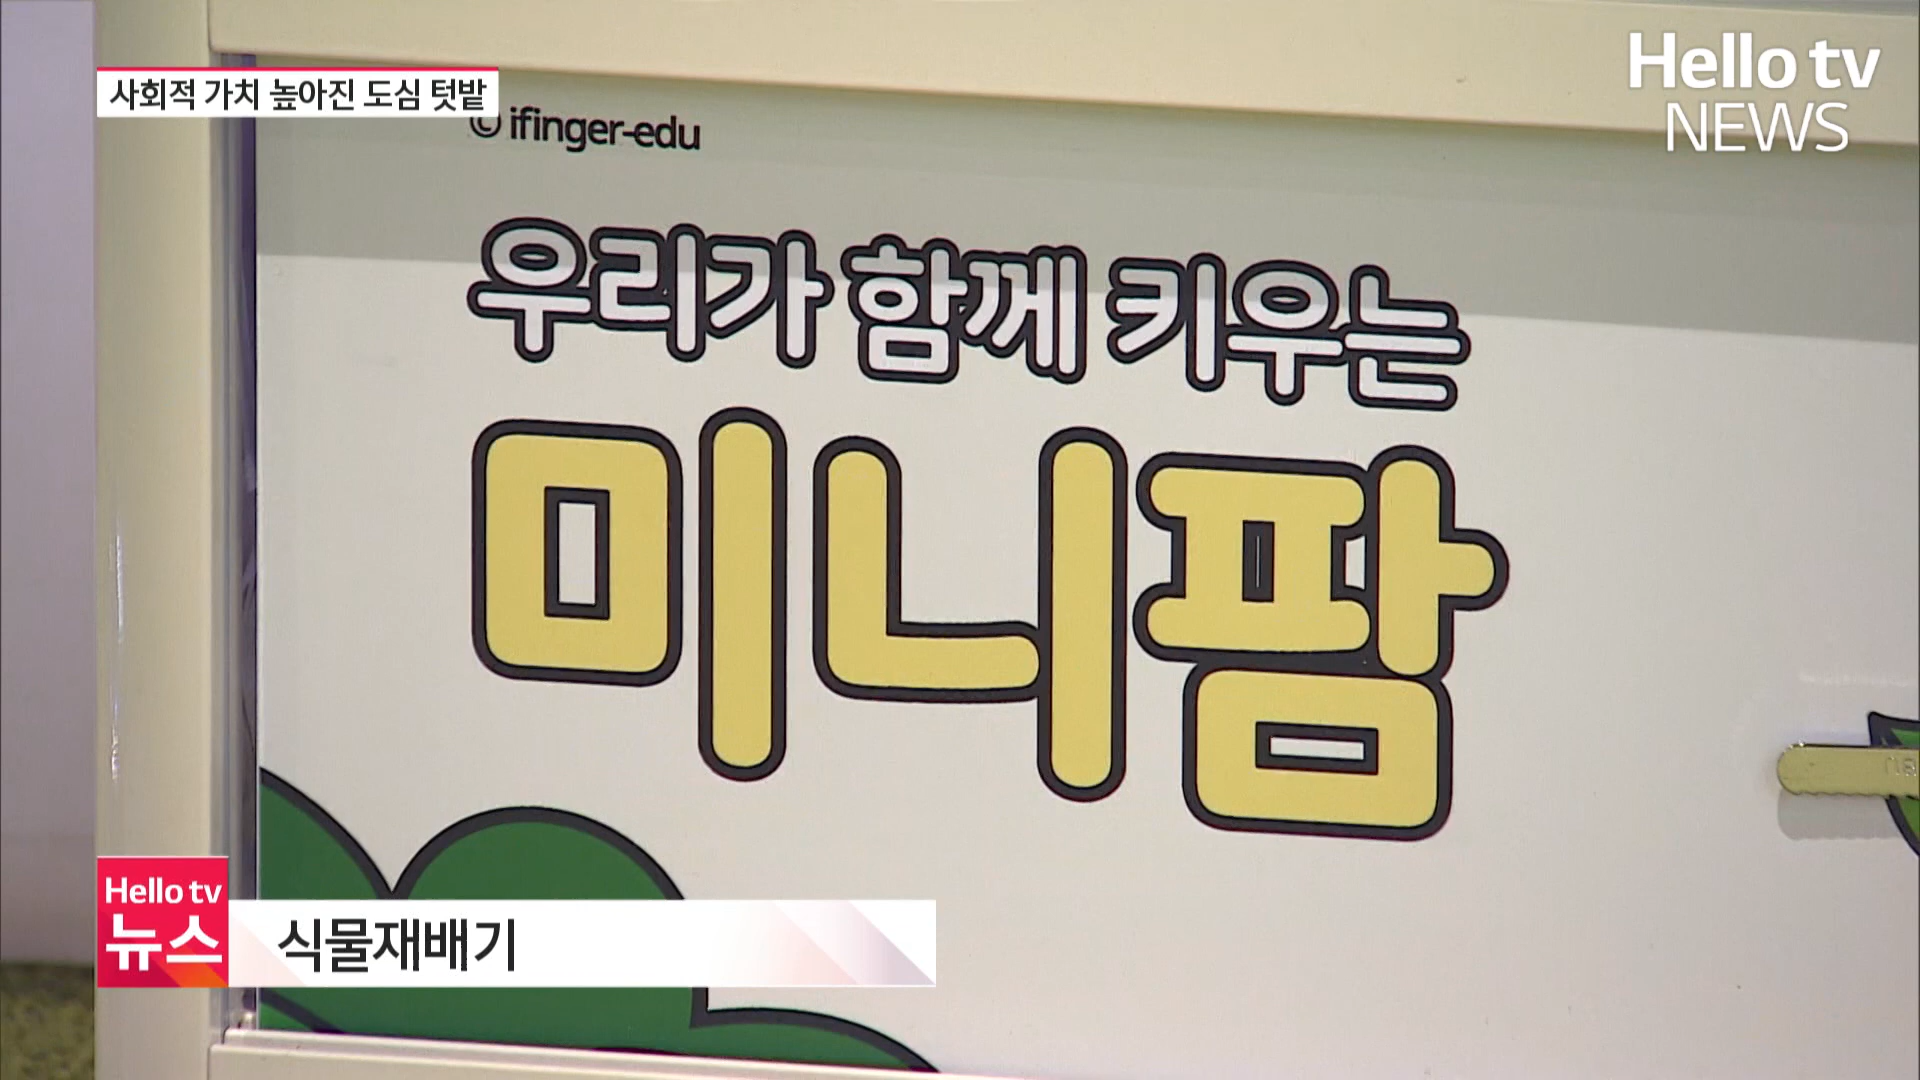 Hello tv
NEWS
사회적 가치 높아진 도심 텃밭
© ifinger-edu
우리가 함께 키우는
미니팜
Hello tv
뉴스
식물재배기